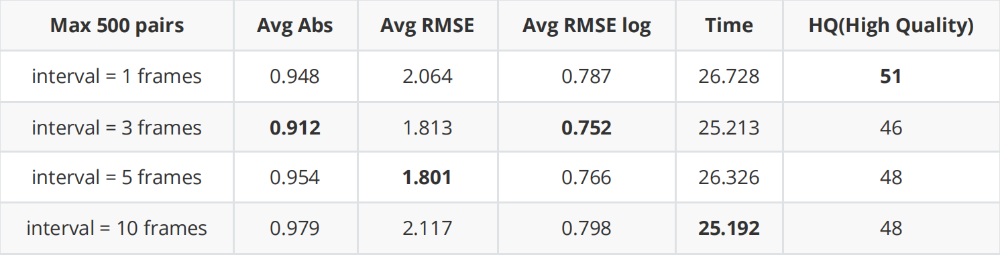 Max 500 pairs Avg Abs Avg RMSE Avg RMSE log Time HQ(High Quality)
interval = 1 frames 0.948 2.064 0.787 26.728 51
interval = 3 frames 0.912 1.813 0.752 25.213 46
interval = 5 frames 0.954 1.801 0.766 26.326 48
interval = 10 frames 0.979 2.117 0.798 25.192 48